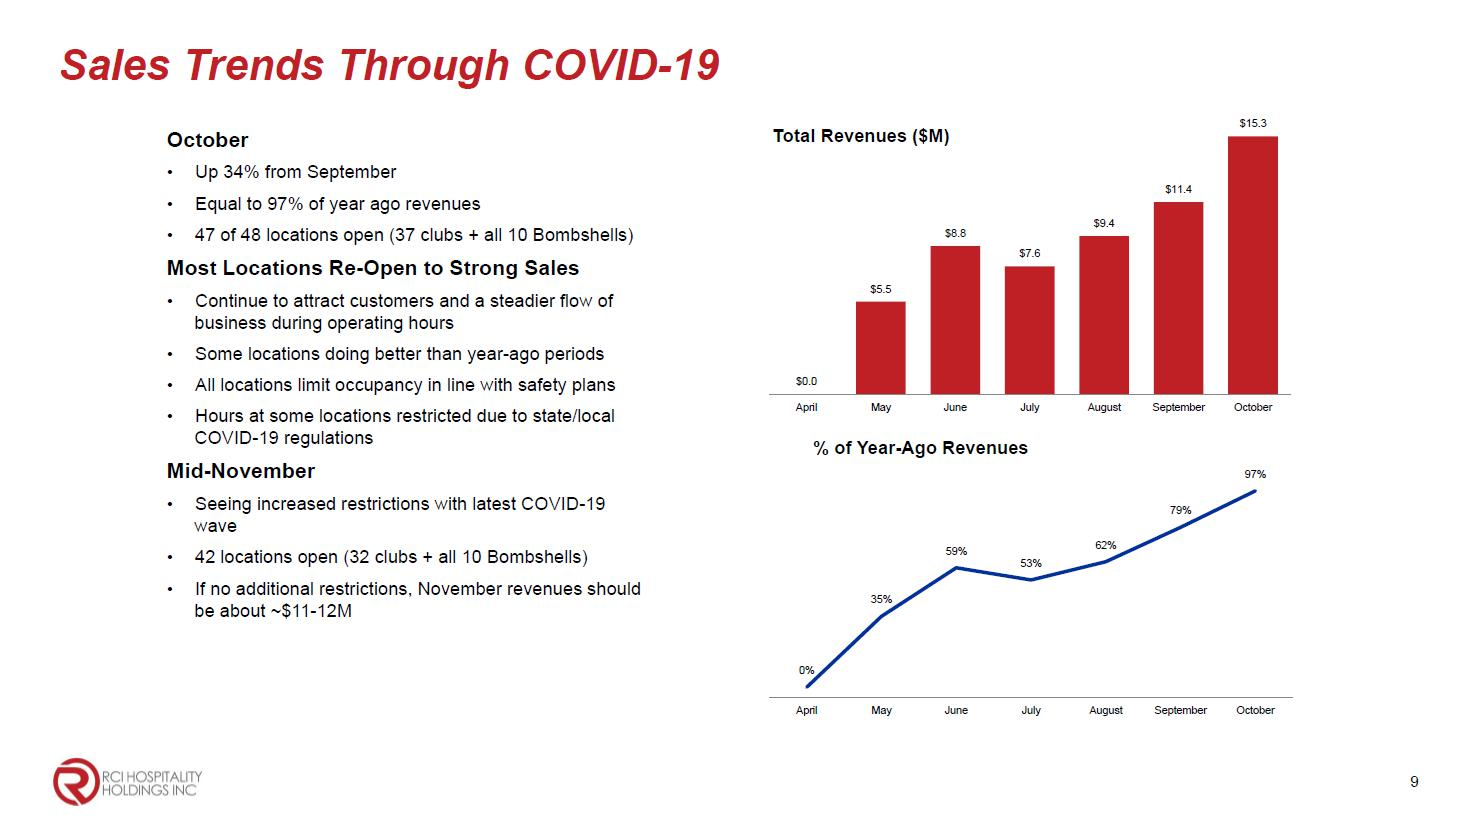 Sales Trends Through COVID-19
October
• Up 34% from September
• Equal to 97% of year ago revenues
• 47 of 48 locations open (37 clubs + all 10 Bombshells)
Most Locations Re-Open to Strong Sales
• Continue to attract customers and a steadier flow of
business during operating hours
• Some locations doing better than year-ago periods
• All locations limit occupancy in line with safety plans
• Hours at some locations restricted due to state/local
COVID-19 regulations
Mid-November
• Seeing increased restrictions with latest COVID-19
wave
• 42 locations open (32 clubs + all 10 Bombshells)
• If no additional restrictions, November revenues should
be about ~$11-12M
Total Revenues ($M)
$0.0 $5.5 $8.8 $7.6 $9.4 $11.4 $15.3
April May June July August September October
% of Year-Ago Revenues
0% 35% 59% 53% 62% 79% 97%
April May June July August September October
RCI HOSPITALITY
HOLDINGS INC
9